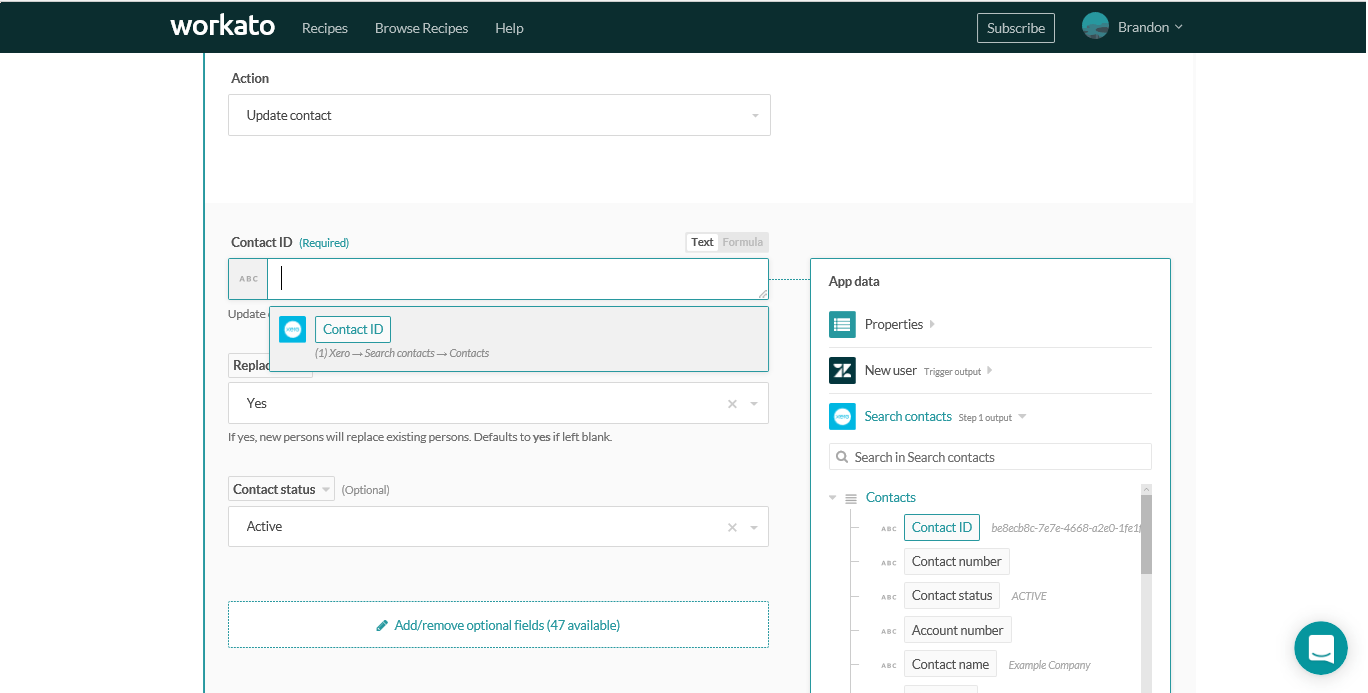 workato
Recipes
Browse Recipes
Help
Subscribe
Brandon
Action
Update contact
Contact ID (Required)
Text Formula
ABC
Update
Contact ID
(1) Xero → Search contacts → Contacts
Replac
Yes
If yes, new persons will replace existing persons. Defaults to yes if left blank.
Contact status (Optional)
Active
Add/remove optional fields (47 available)
App data
Properties
New user Trigger output
Search contacts Step 1 output
Search in Search contacts
Contacts
ABC Contact ID be8ecb8c-7e7e-4668-a2e0-1fe1f
ABC Contact number
ABC Contact status ACTIVE
ABC Account number
ABC Contact name Example Company